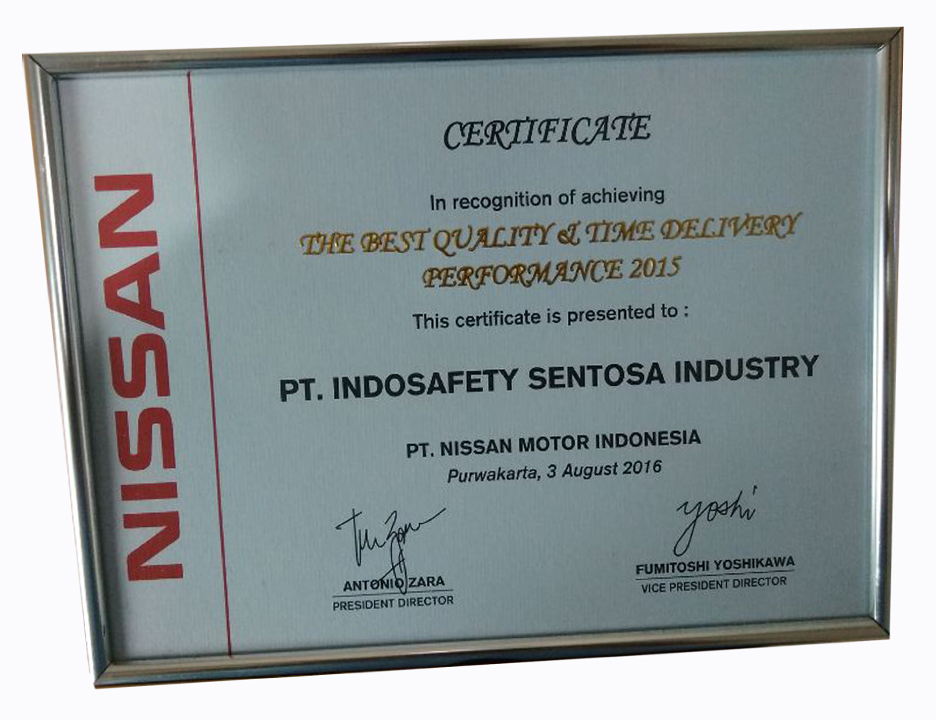 NISSAN
CERTIFICATE
In recognition of achieving
THE BEST QUALITY & TIME DELIVERY
PERFORMANCE 2015
This certificate is presented to :
PT. INDOSAFETY SENTOSA INDUSTRY
PT. NISSAN MOTOR INDONESIA
Purwakarta, 3 August 2016
yoshi
ANTONIO ZARA
PRESIDENT DIRECTOR
FUMITOSHI YOSHIKAWA
VICE PRESIDENT DIRECTOR